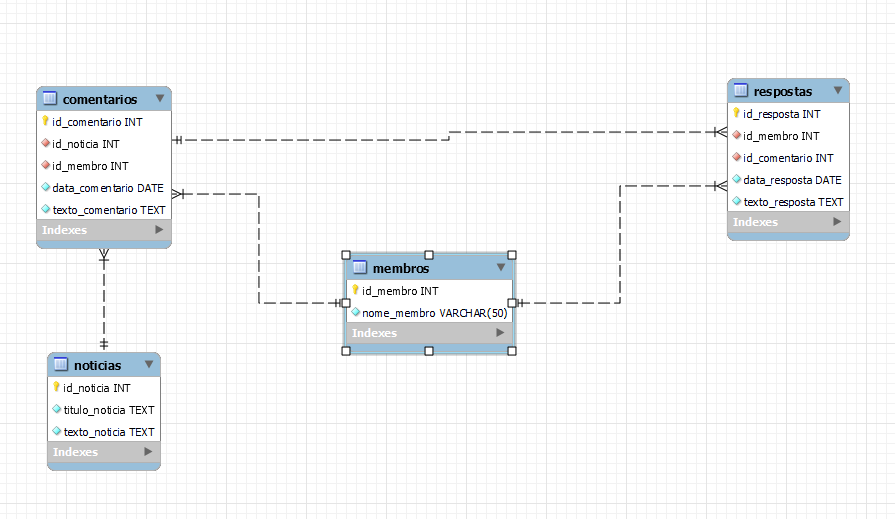 comentarios
id_comentario INT
id_noticia INT
id_membro INT
data_comentario DATE
texto_comentario TEXT
Indexes
respostas
id_resposta INT
id_membro INT
id_comentario INT
data_resposta DATE
texto_resposta TEXT
Indexes
membros
id_membro INT
nome_membro VARCHAR(50)
Indexes
noticias
id_noticia INT
titulo_noticia TEXT
texto_noticia TEXT
Indexes